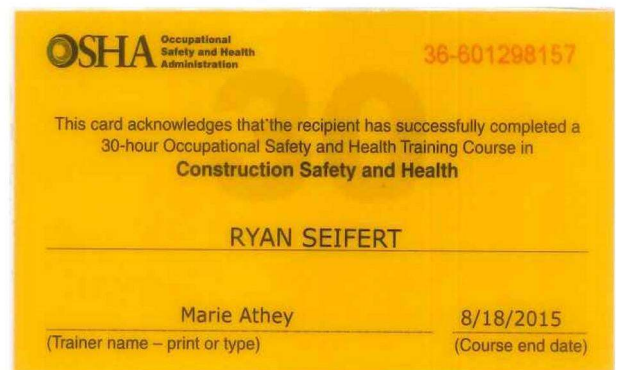 OSHA
Occupational
Safety and Health
Administration
36-601298157
30
This card acknowledges that the recipient has successfully completed a
30-hour Occupational Safety and Health Training Course in
Construction Safety and Health
RYAN SEIFERT
Marie Athey 8/18/2015
(Trainer name – print or type) (Course end date)